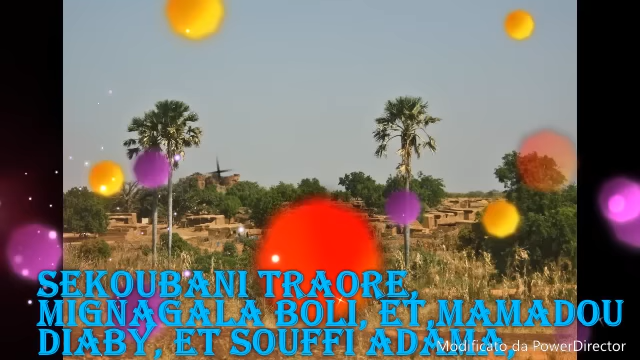 SEKOUBANI TRAORE,
MIGNAGALA BOLI, ET MAMADOU
DIABY, ET SOUFFI ADAMA
Modificato da PowerDirector